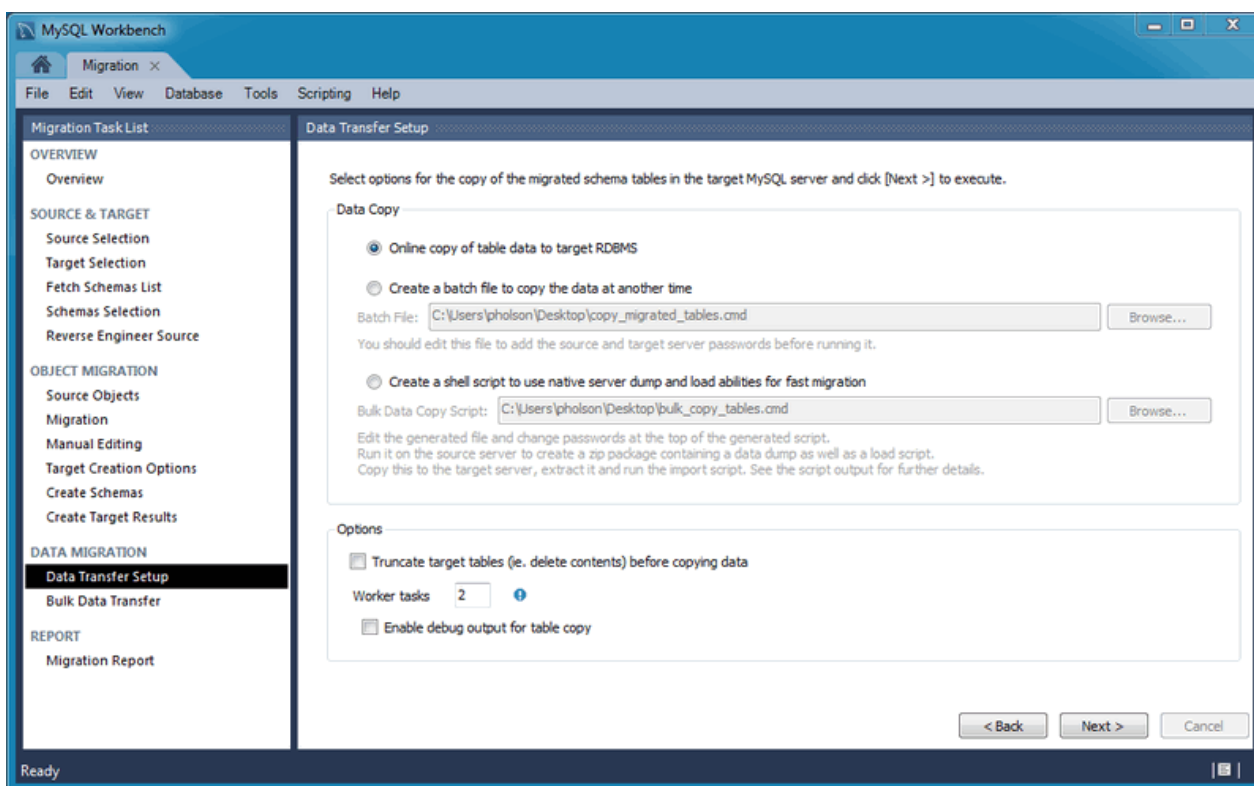 MySQL Workbench
Migration
File Edit View Database Tools Scripting Help
Migration Task List
OVERVIEW
Overview
SOURCE & TARGET
Source Selection
Target Selection
Fetch Schemas List
Schemas Selection
Reverse Engineer Source
OBJECT MIGRATION
Source Objects
Migration
Manual Editing
Target Creation Options
Create Schemas
Create Target Results
DATA MIGRATION
Data Transfer Setup
Bulk Data Transfer
REPORT
Migration Report
Data Transfer Setup
Select options for the copy of the migrated schema tables in the target MySQL server and click [Next >] to execute.
Data Copy
Online copy of table data to target RDBMS
Create a batch file to copy the data at another time
Batch File: C:\Users\pholson\Desktop\copy_migrated_tables.cmd Browse...
You should edit this file to add the source and target server passwords before running it.
Create a shell script to use native server dump and load abilities for fast migration
Bulk Data Copy Script: C:\Users\pholson\Desktop\bulk_copy_tables.cmd Browse...
Edit the generated file and change passwords at the top of the generated script.
Run it on the source server to create a zip package containing a data dump as well as a load script.
Copy this to the target server, extract it and run the import script. See the script output for further details.
Options
Truncate target tables (ie. delete contents) before copying data
Worker tasks 2
Enable debug output for table copy
< Back Next > Cancel
Ready